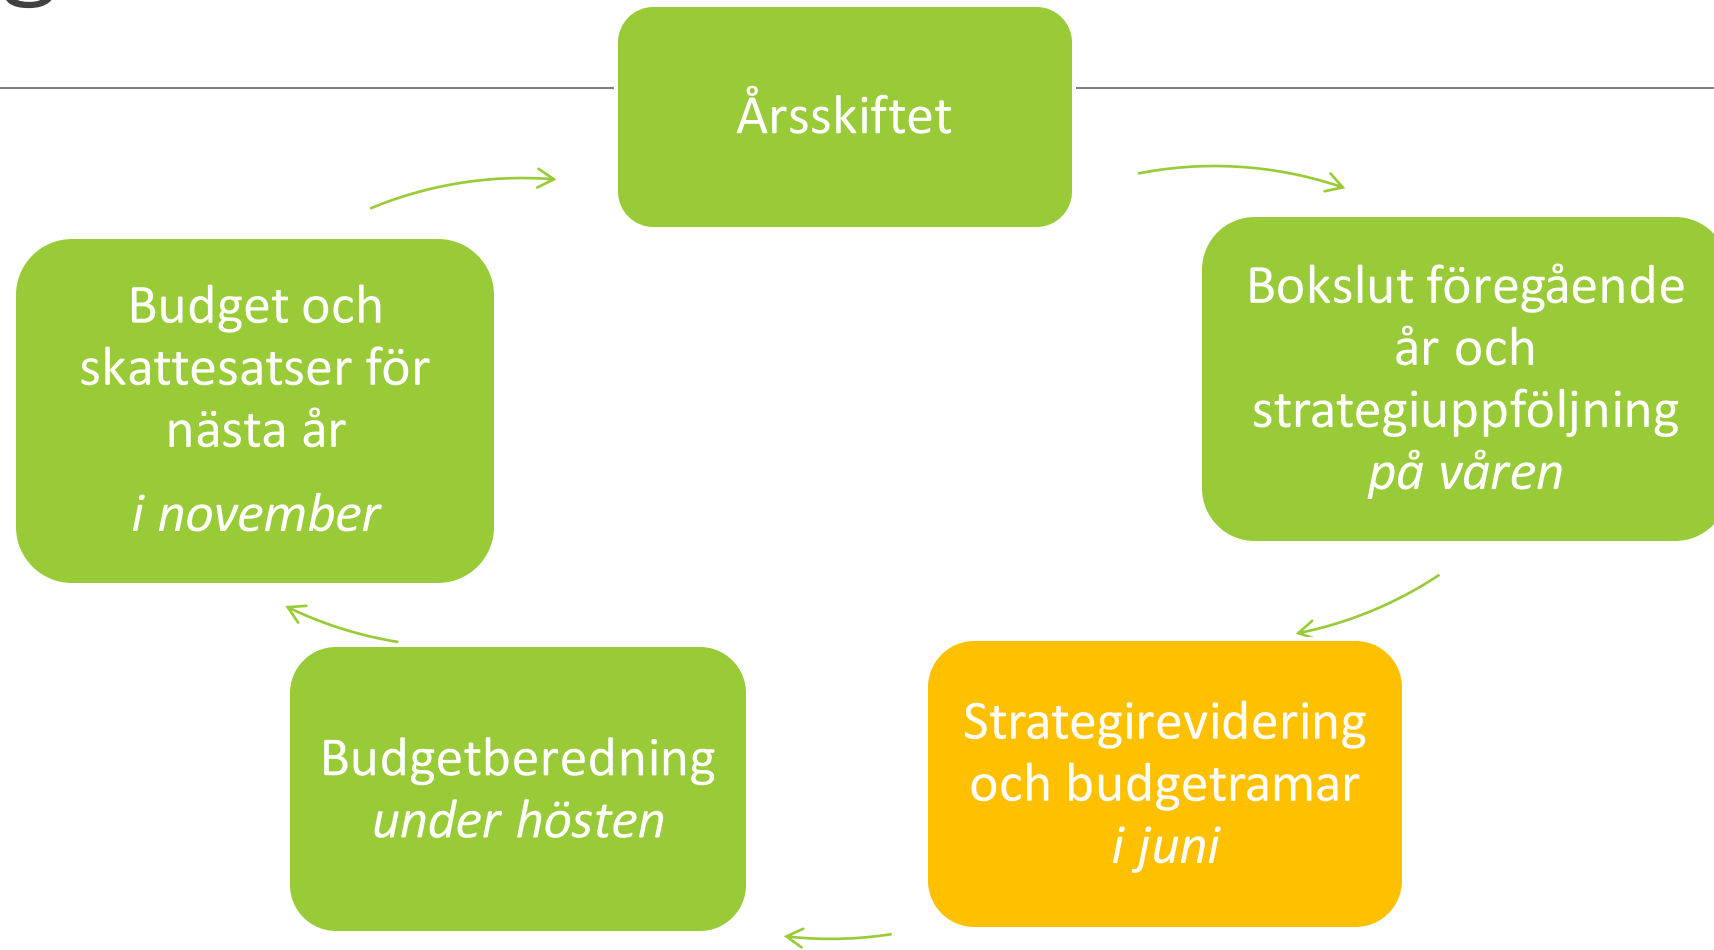 Årsskiftet
Bokslut föregående
år och
strategiuppföljning
på våren
Strategirevidering
och budgetramar
i juni
Budgetberedning
under hösten
Budget och
skattesatser för
nästa år
i november